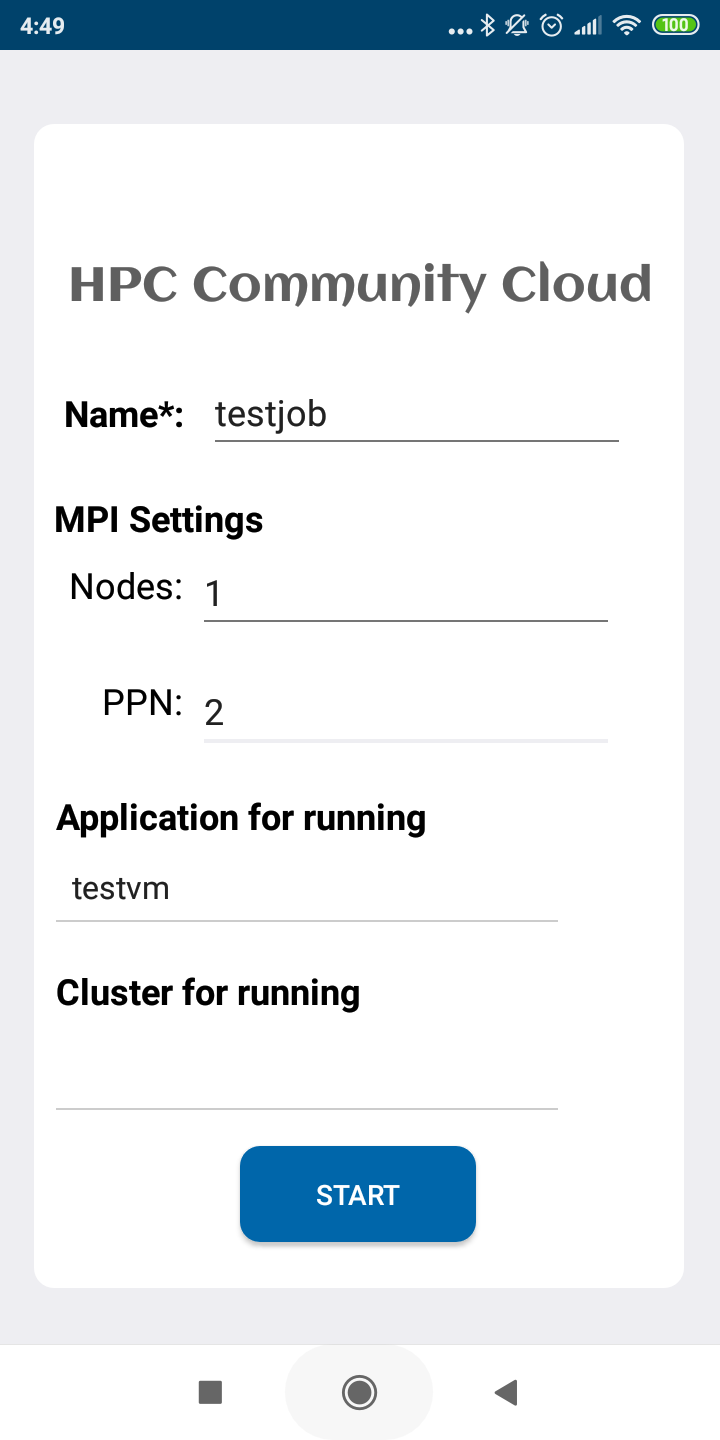 4:49
100
HPC Community Cloud
Name*: testjob
MPI Settings
Nodes: 1
PPN: 2
Application for running
testvm
Cluster for running
START